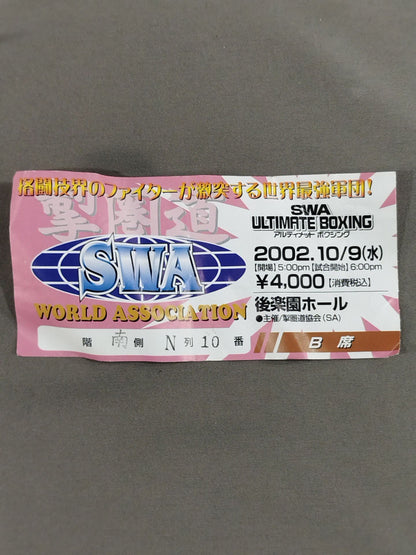 格闘技界のファイターが激突する世界最強軍団!
掣圏道
SWA
WORLD ASSOCIATION
階 南 側 N 列 10 番
SWA
ULTIMATE BOXING
アルティメット ボクシング
2002.10/9(水)
【開場】5:00pm【試合開始】6:00pm
¥4,000【消費税込】
後楽園ホール
●主催/掣圏道協会(SA)
B席